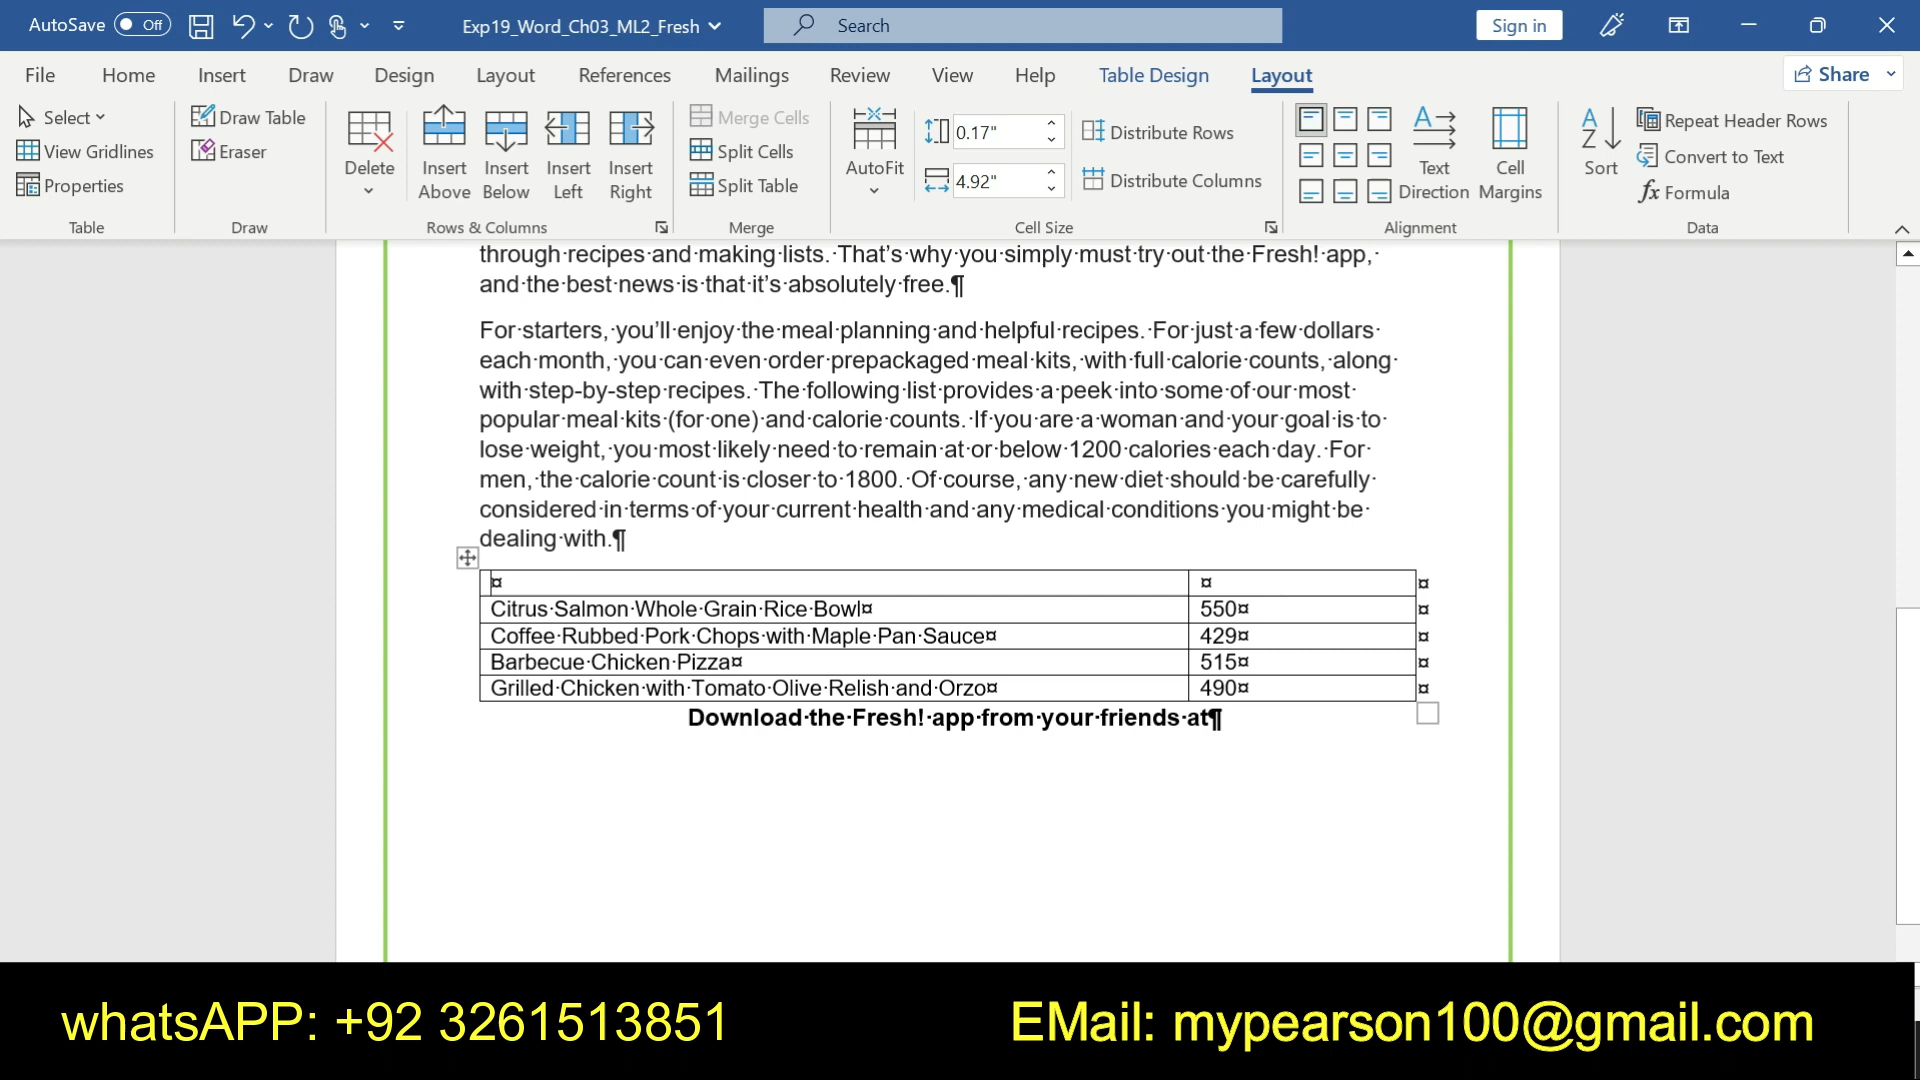 AutoSave Off Exp19_Word_Ch03_ML2_Fresh Search Sign in
File Home Insert Draw Design Layout References Mailings Review View Help Table Design Layout Share
Select
View Gridlines
Properties
Table
Draw Table
Eraser
Draw
Delete
Insert Above
Insert Below
Insert Left
Insert Right
Rows & Columns
Merge Cells
Split Cells
Split Table
Merge
AutoFit
0.17"
4.92"
Distribute Rows
Distribute Columns
Cell Size
Text Direction
Cell Margins
Alignment
A
Z
Sort
Repeat Header Rows
Convert to Text
fx Formula
Data
through·recipes·and·making·lists.·That’s·why·you·simply·must·try·out·the·Fresh!·app,·
and·the·best·news·is·that·it’s·absolutely·free.¶
For·starters,·you’ll·enjoy·the·meal·planning·and·helpful·recipes.·For·just·a·few·dollars·
each·month,·you·can·even·order·prepackaged·meal·kits,·with·full·calorie·counts,·along·
with·step-by-step·recipes.·The·following·list·provides·a·peek·into·some·of·our·most·
popular·meal·kits·(for·one)·and·calorie·counts.·If·you·are·a·woman·and·your·goal·is·to·
lose·weight,·you·most·likely·need·to·remain·at·or·below·1200·calories·each·day.·For·
men,·the·calorie·count·is·closer·to·1800.·Of·course,·any·new·diet·should·be·carefully·
considered·in·terms·of·your·current·health·and·any·medical·conditions·you·might·be·
dealing·with.¶
¤ ¤ ¤
Citrus·Salmon·Whole·Grain·Rice·Bowl¤ 550¤ ¤
Coffee·Rubbed·Pork·Chops·with·Maple·Pan·Sauce¤ 429¤ ¤
Barbecue·Chicken·Pizza¤ 515¤ ¤
Grilled·Chicken·with·Tomato·Olive·Relish·and·Orzo¤ 490¤ ¤
Download·the·Fresh!·app·from·your·friends·at¶
whatsAPP: +92 3261513851 EMail: mypearson100@gmail.com